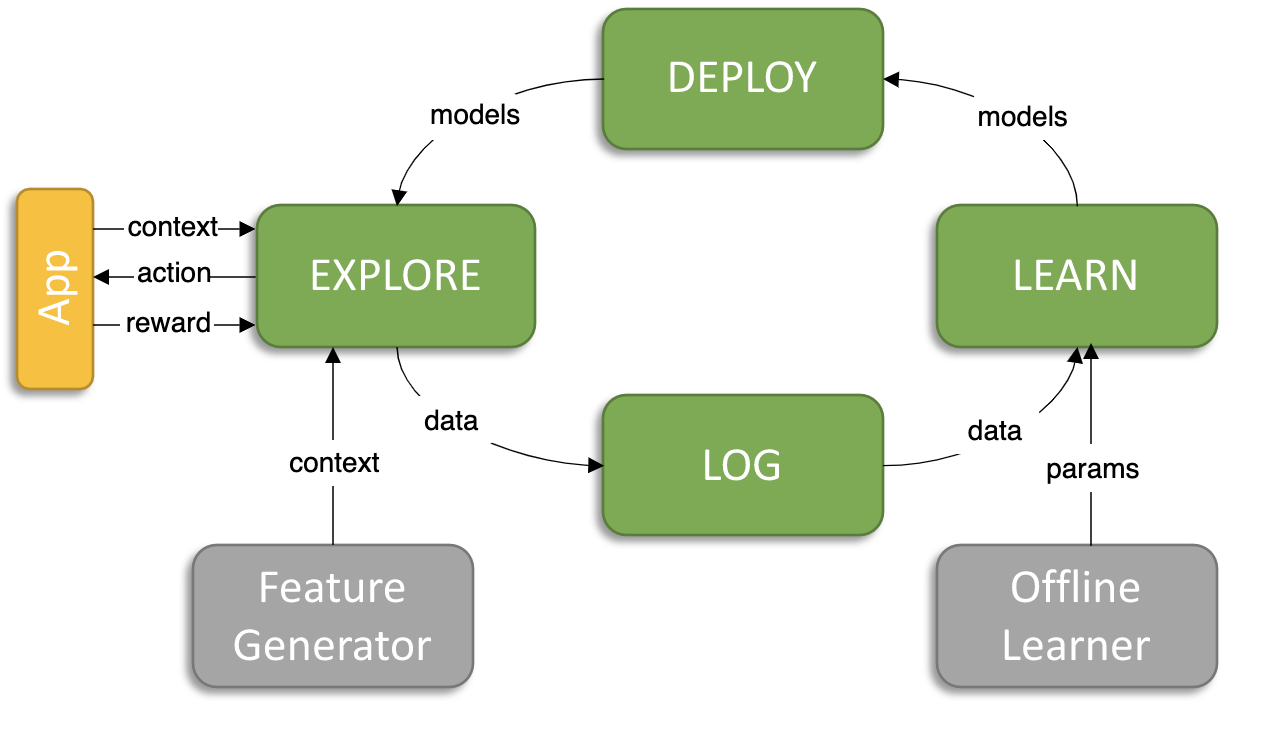 DEPLOY
models
models
App
context
action
reward
EXPLORE
LEARN
data
data
LOG
context
params
Feature
Generator
Offline
Learner